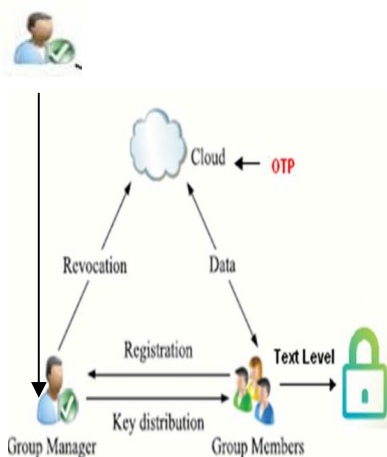 Cloud
OTP
Revocation
Data
Registration
Text Level
Key distribution
Group Manager
Group Members